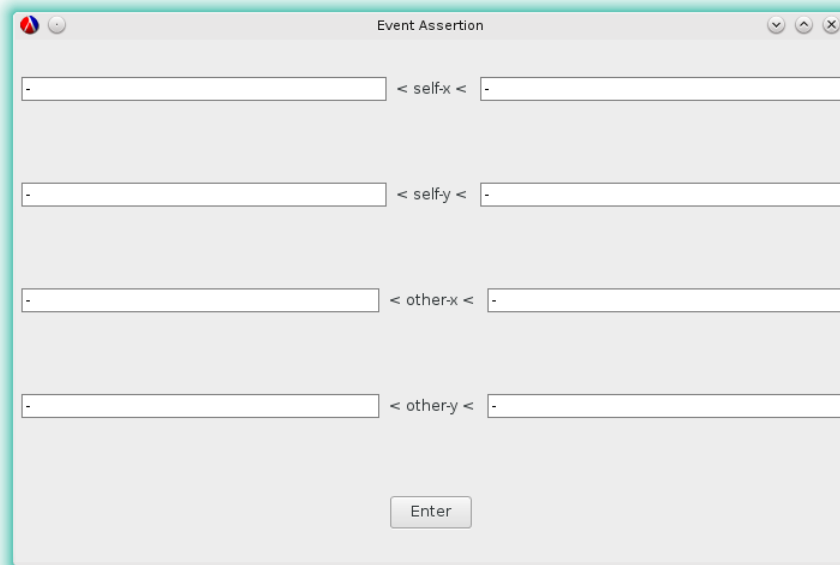 Event Assertion
- < self-x < -
- < self-y < -
- < other-x < -
- < other-y < -
Enter